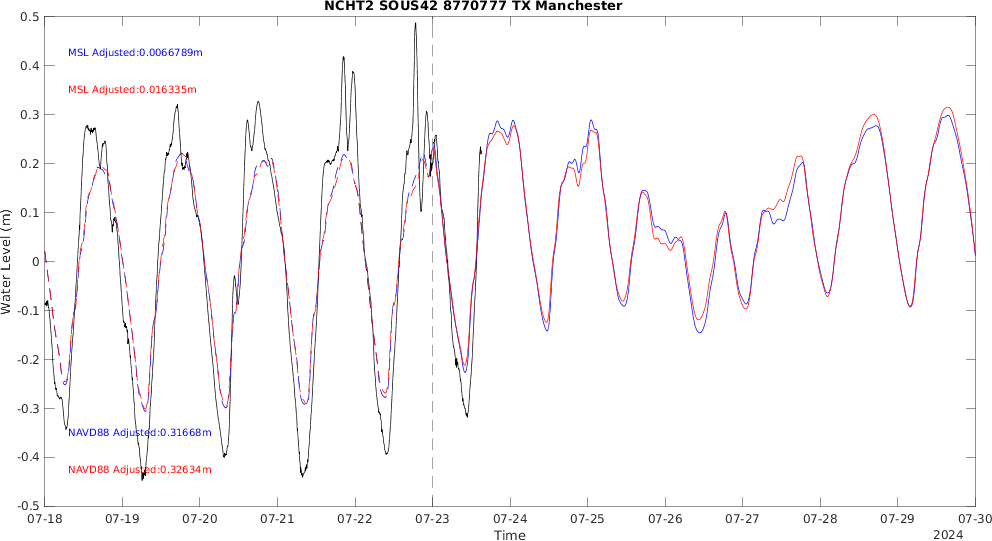 NCHT2 SOUS42 8770777 TX Manchester
0.5
MSL Adjusted:0.0066789m
0.4
MSL Adjusted:0.016335m
0.3
0.2
0.1
Water Level (m)
0
-0.1
-0.2
-0.3
NAVD88 Adjusted:0.31668m
-0.4
NAVD88 Adjusted:0.32634m
-0.5
07-18 07-19 07-20 07-21 07-22 07-23 07-24 07-25 07-26 07-27 07-28 07-29 07-30
Time
2024